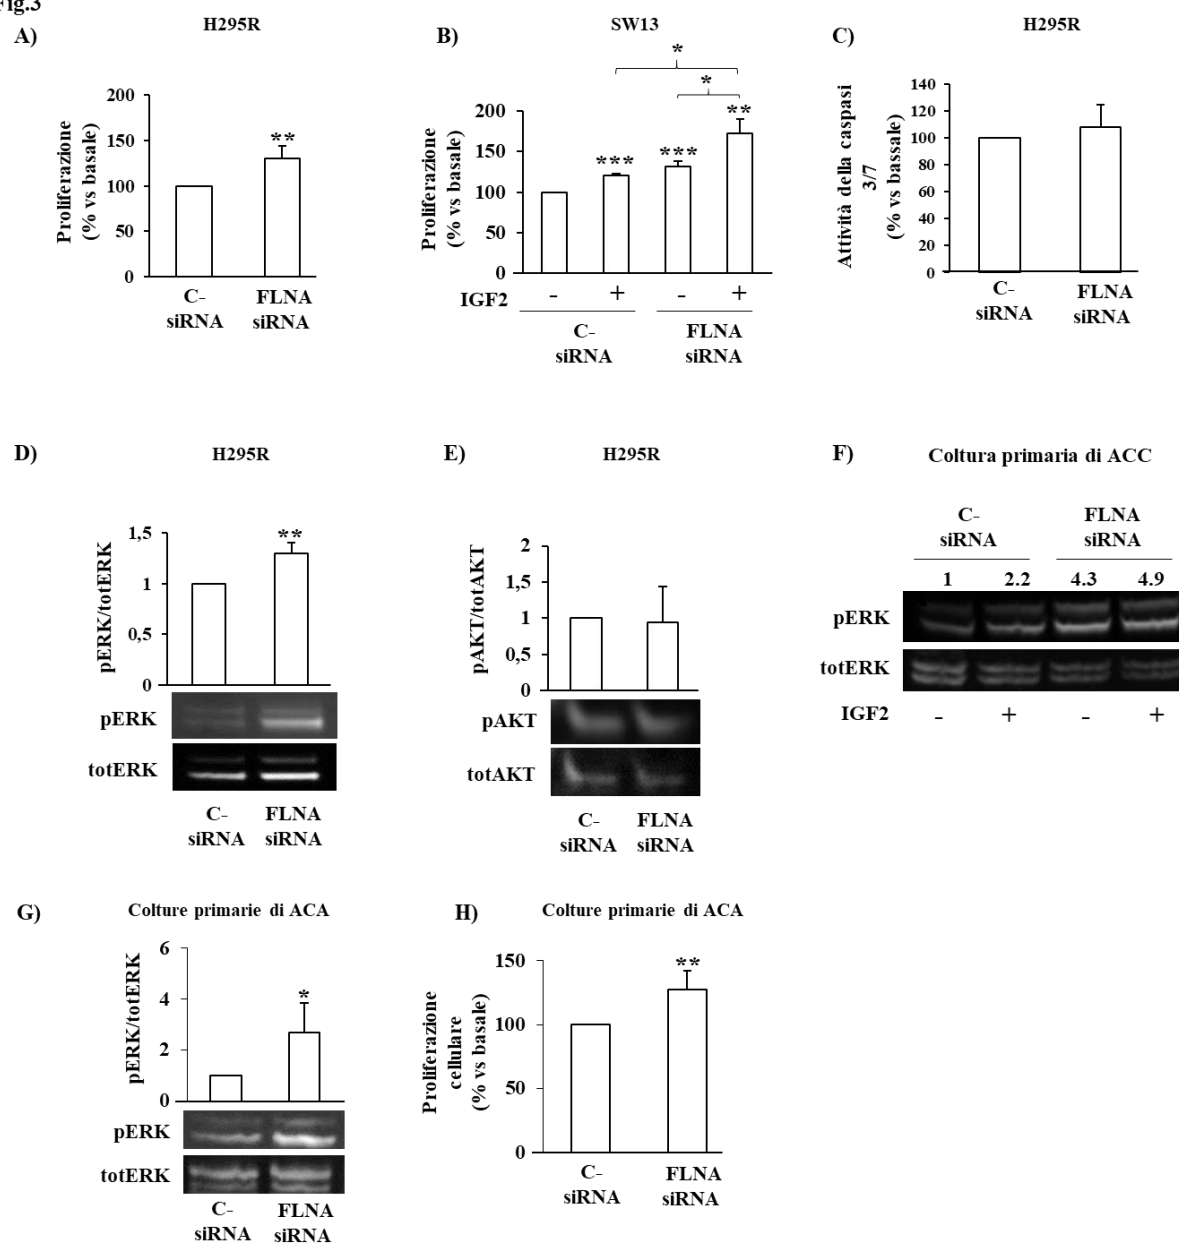 Fig.3
A)
H295R
Proliferazione
(% vs basale)
200
150
100
50
0
**
C-
siRNA
FLNA
siRNA
B)
SW13
Proliferazione
(% vs basale)
200
150
100
50
0
***
***
**
*
*
IGF2
-
+
-
+
C-
siRNA
FLNA
siRNA
C)
H295R
Attività della caspasi
3/7
(% vs bassale)
140
120
100
80
60
40
20
0
C-
siRNA
FLNA
siRNA
D)
H295R
pERK/totERK
1,5
1
0,5
0
**
pERK
totERK
C-
siRNA
FLNA
siRNA
E)
H295R
pAKT/totAKT
2
1,5
1
0,5
0
pAKT
totAKT
C-
siRNA
FLNA
siRNA
F)
Coltura primaria di ACC
C-
siRNA
FLNA
siRNA
1
2.2
4.3
4.9
pERK
totERK
IGF2
-
+
-
+
G)
Colture primarie di ACA
pERK/totERK
6
4
2
0
*
pERK
totERK
C-
siRNA
FLNA
siRNA
H)
Colture primarie di ACA
Proliferazione
cellulare
(% vs basale)
150
100
50
0
**
C-
siRNA
FLNA
siRNA